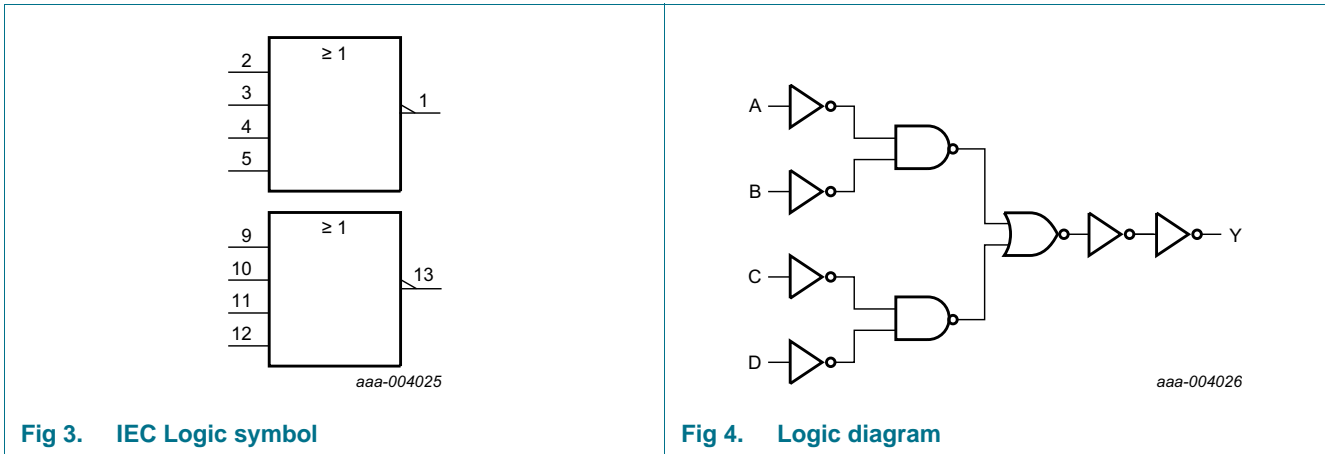 ≥ 1
2
3
4
5
1
≥ 1
9
10
11
12
13
aaa-004025
Fig 3. IEC Logic symbol
A
B
C
D
Y
aaa-004026
Fig 4. Logic diagram